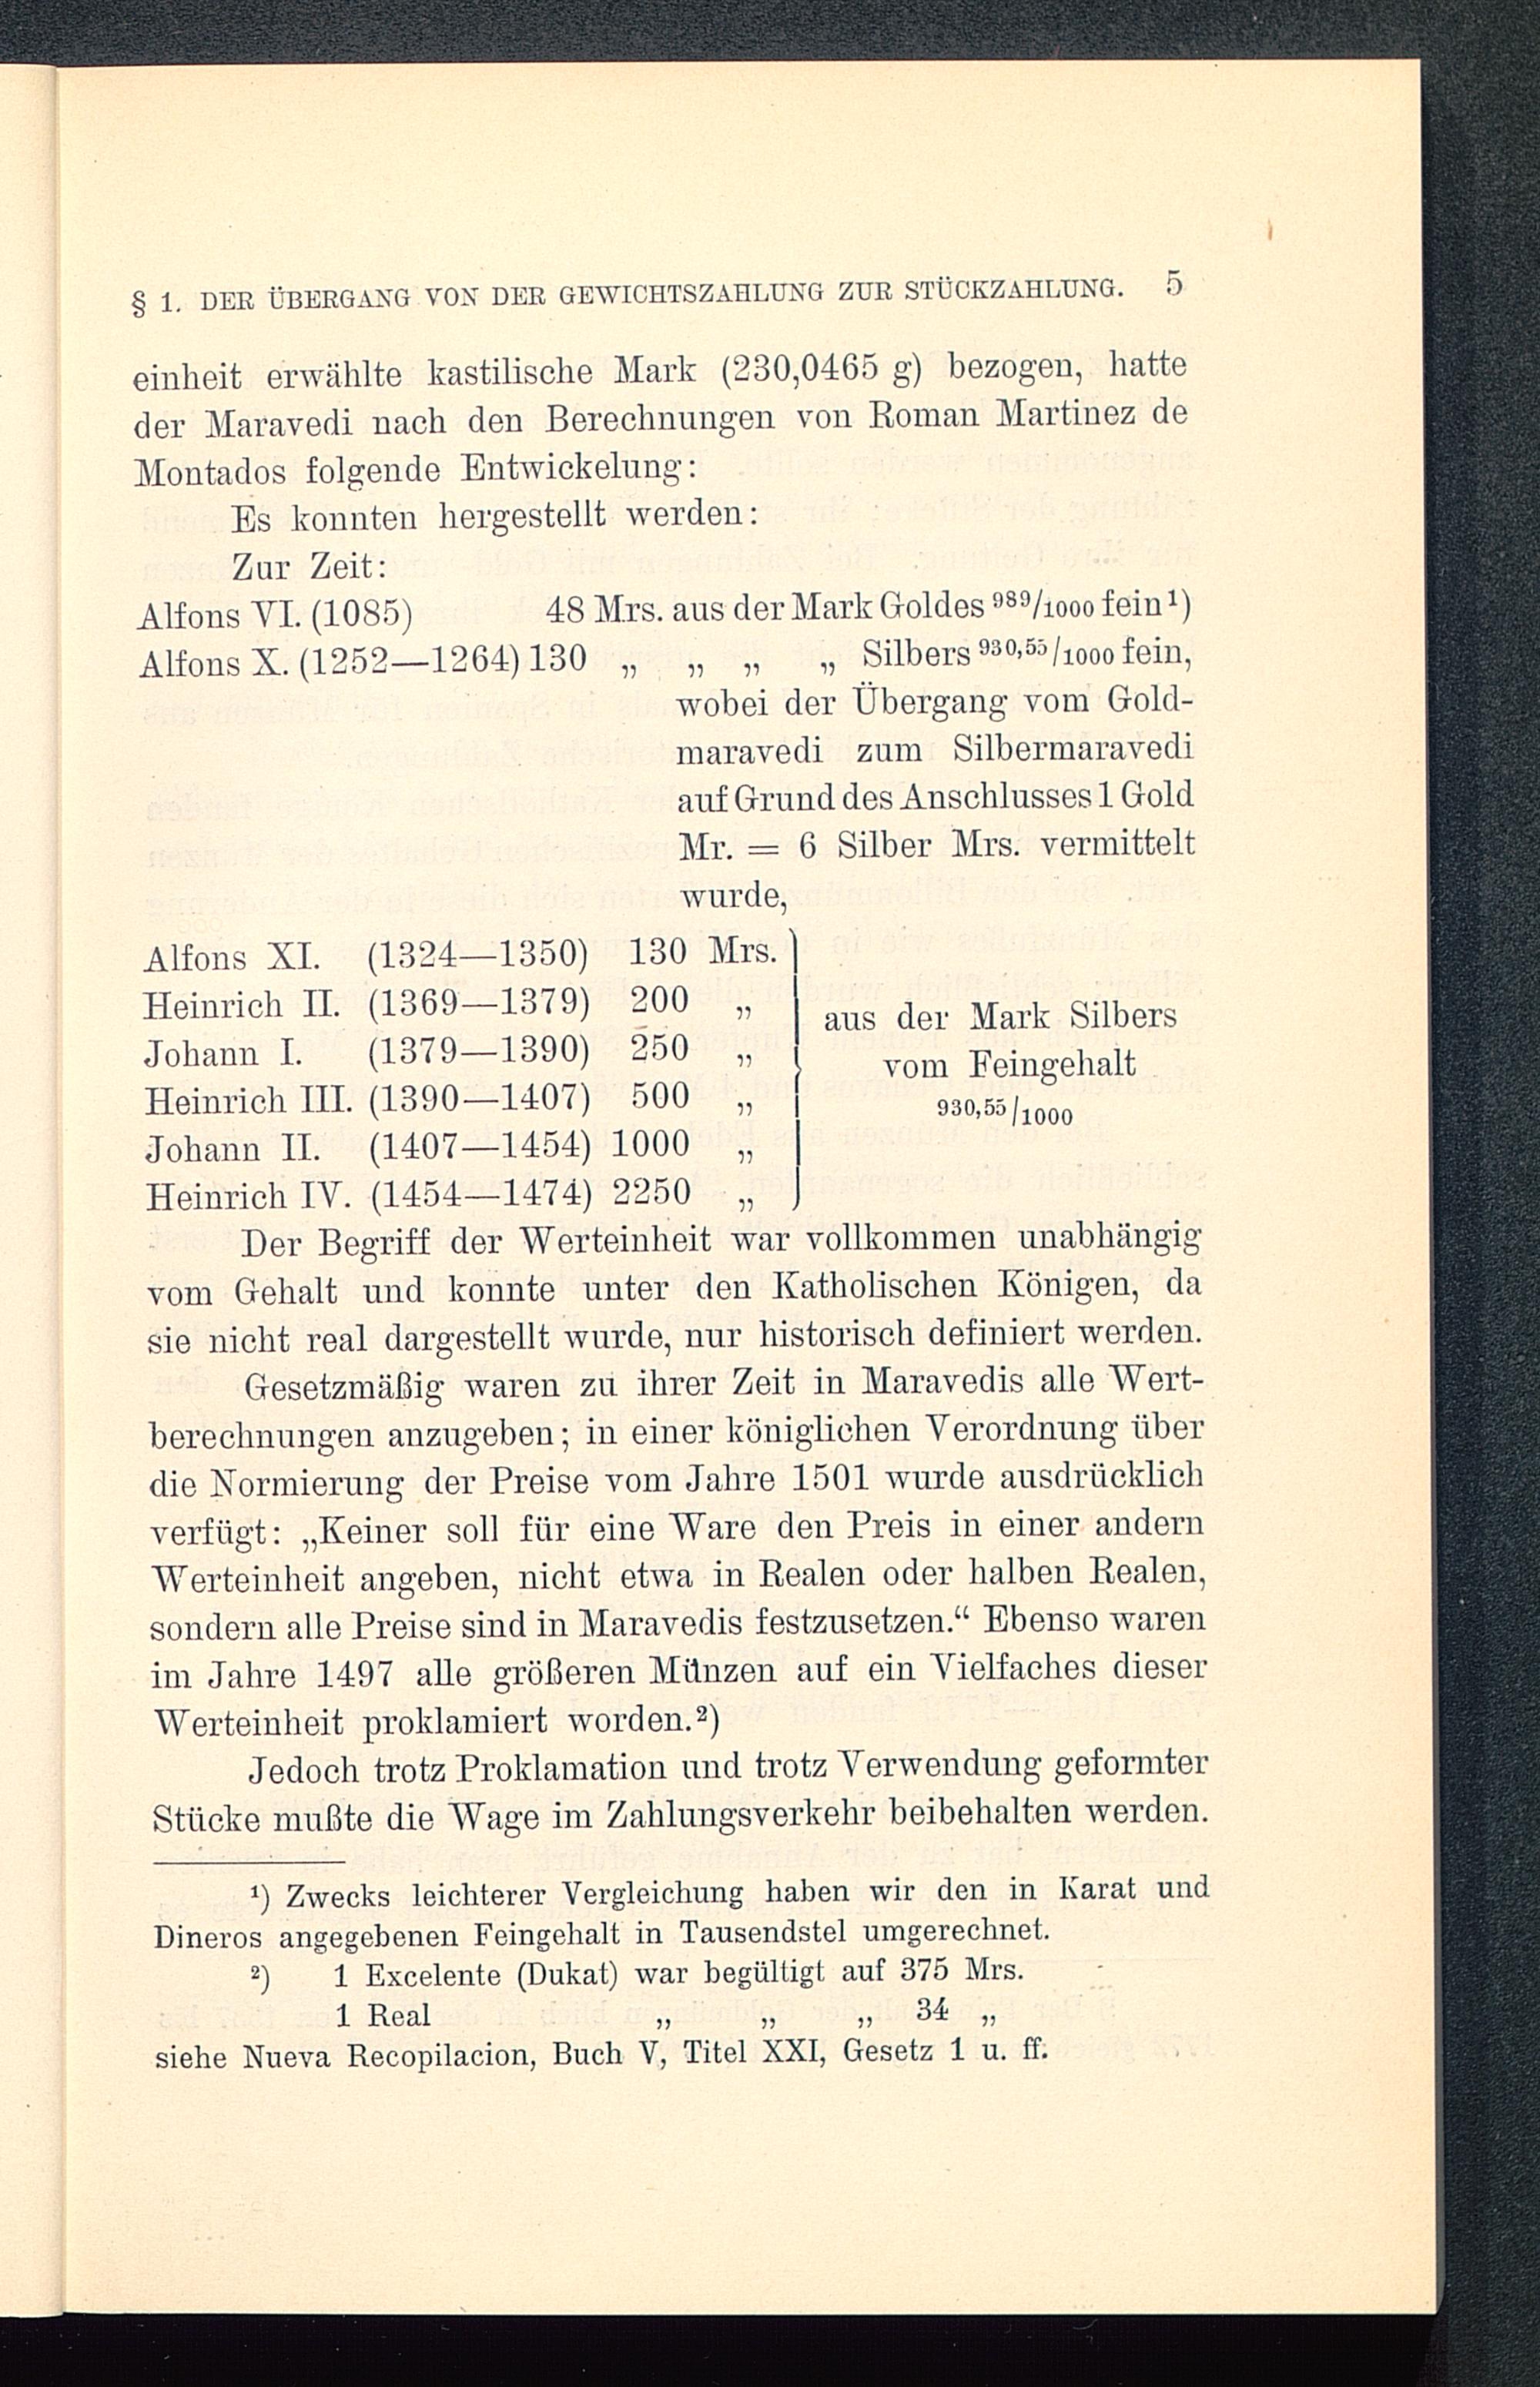 § 1. DER ÜBERGANG VON DER GEWICHTSZAHLUNG ZUR STÜCKZAHLUNG. 5
einheit erwählte kastilische Mark (230,0465 g) bezogen, hatte
der Maravedi nach den Berechnungen von Roman Martinez de
Montados folgende Entwickelung:
Es konnten hergestellt werden:
Zur Zeit:
Alfons VI. (1085) 48 Mrs. aus der Mark Goldes ⁹⁸⁹/₁₀₀₀ fein¹)
Alfons X. (1252—1264) 130 „ „ „ „ Silbers ⁹³⁰,⁵⁵/₁₀₀₀ fein,
wobei der Übergang vom Gold-
maravedi zum Silbermaravedi
auf Grund des Anschlusses 1 Gold
Mr. = 6 Silber Mrs. vermittelt
wurde,
Alfons XI. (1324—1350) 130 Mrs.
Heinrich II. (1369—1379) 200 „
Johann I. (1379—1390) 250 „
Heinrich III. (1390—1407) 500 „
Johann II. (1407—1454) 1000 „
Heinrich IV. (1454—1474) 2250 „
aus der Mark Silbers
vom Feingehalt
⁹³⁰,⁵⁵/₁₀₀₀
Der Begriff der Werteinheit war vollkommen unabhängig
vom Gehalt und konnte unter den Katholischen Königen, da
sie nicht real dargestellt wurde, nur historisch definiert werden.
Gesetzmäßig waren zu ihrer Zeit in Maravedis alle Wert-
berechnungen anzugeben; in einer königlichen Verordnung über
die Normierung der Preise vom Jahre 1501 wurde ausdrücklich
verfügt: „Keiner soll für eine Ware den Preis in einer andern
Werteinheit angeben, nicht etwa in Realen oder halben Realen,
sondern alle Preise sind in Maravedis festzusetzen.“ Ebenso waren
im Jahre 1497 alle größeren Münzen auf ein Vielfaches dieser
Werteinheit proklamiert worden.²)
Jedoch trotz Proklamation und trotz Verwendung geformter
Stücke mußte die Wage im Zahlungsverkehr beibehalten werden.
¹) Zwecks leichterer Vergleichung haben wir den in Karat und
Dineros angegebenen Feingehalt in Tausendstel umgerechnet.
²) 1 Excelente (Dukat) war begültigt auf 375 Mrs.
1 Real „ „ „ 34 „
siehe Nueva Recopilacion, Buch V, Titel XXI, Gesetz 1 u. ff.